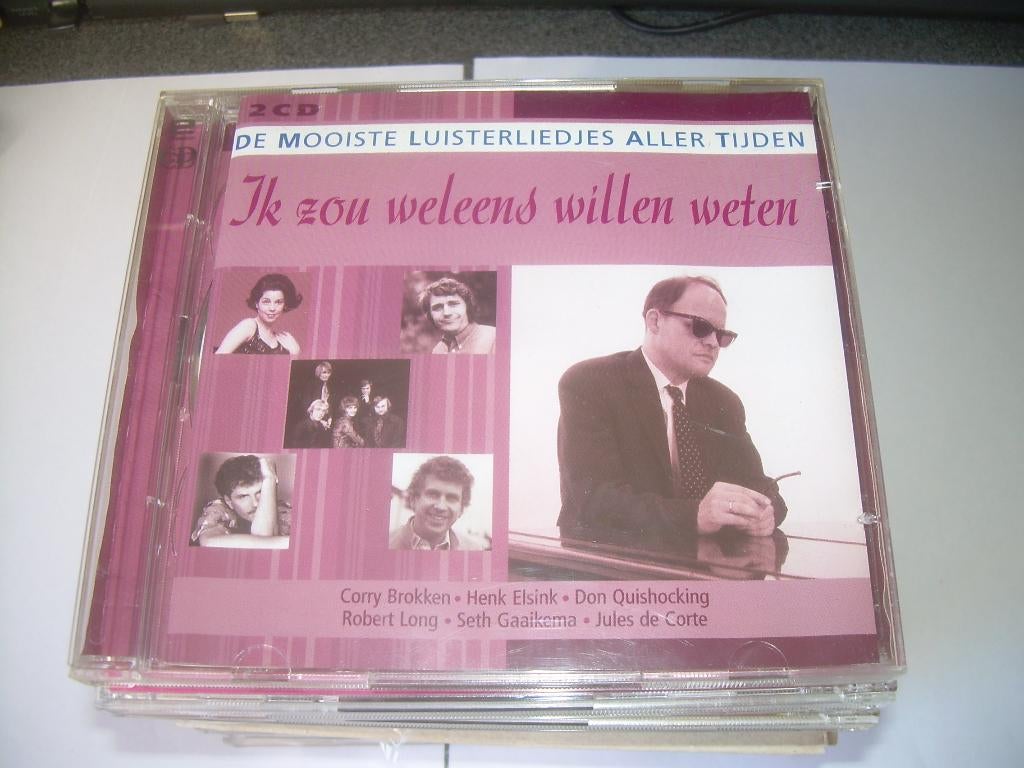 2CD
DE MOOISTE LUISTERLIEDJES ALLER TIJDEN
Ik zou weleens willen weten
Corry Brokken • Henk Elsink • Don Quishocking
Robert Long • Seth Gaaikema • Jules de Corte